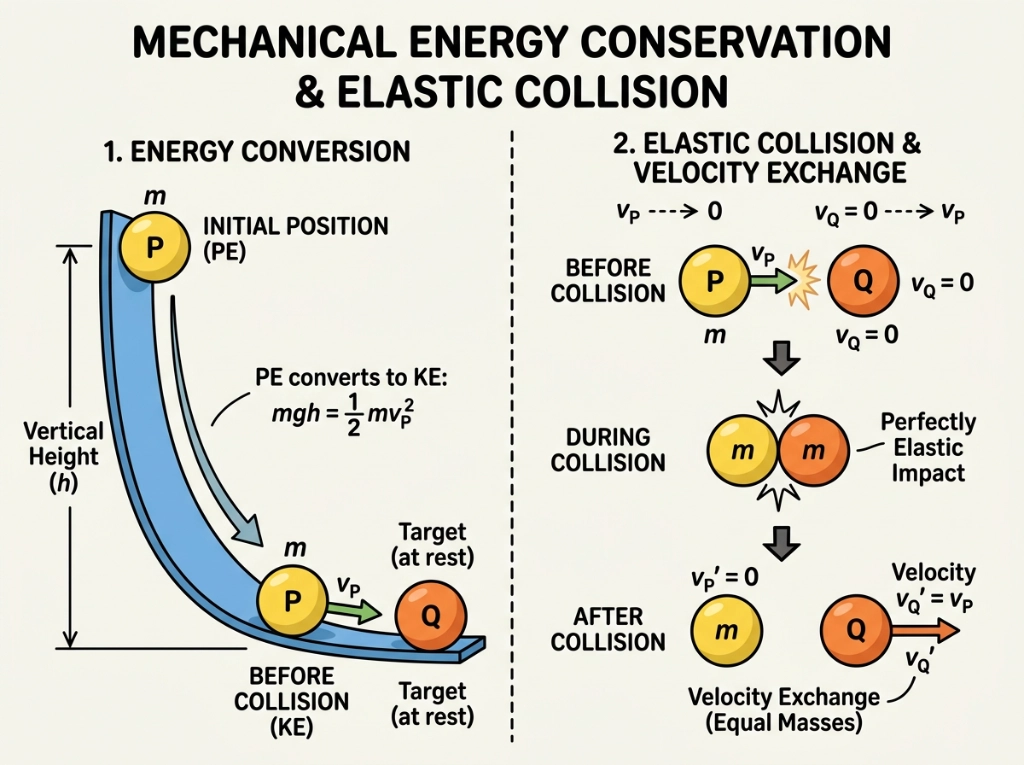 MECHANICAL ENERGY CONSERVATION
& ELASTIC COLLISION
1. ENERGY CONVERSION
m
P
INITIAL POSITION
(PE)
PE converts to KE:
mgh = 1/2 mv_P^2
Vertical
Height
(h)
m
P
v_P
Target
(at rest)
Q
BEFORE
COLLISION
(KE)
Target
(at rest)
2. ELASTIC COLLISION &
VELOCITY EXCHANGE
v_P ----> 0
v_Q = 0 ----> v_P
BEFORE
COLLISION
P
v_P
Q
v_Q = 0
m
v_Q = 0
DURING
COLLISION
m
m
Perfectly
Elastic
Impact
AFTER
COLLISION
v_P' = 0
m
Q
Velocity
v_Q' = v_P
v_Q'
Velocity Exchange
(Equal Masses)